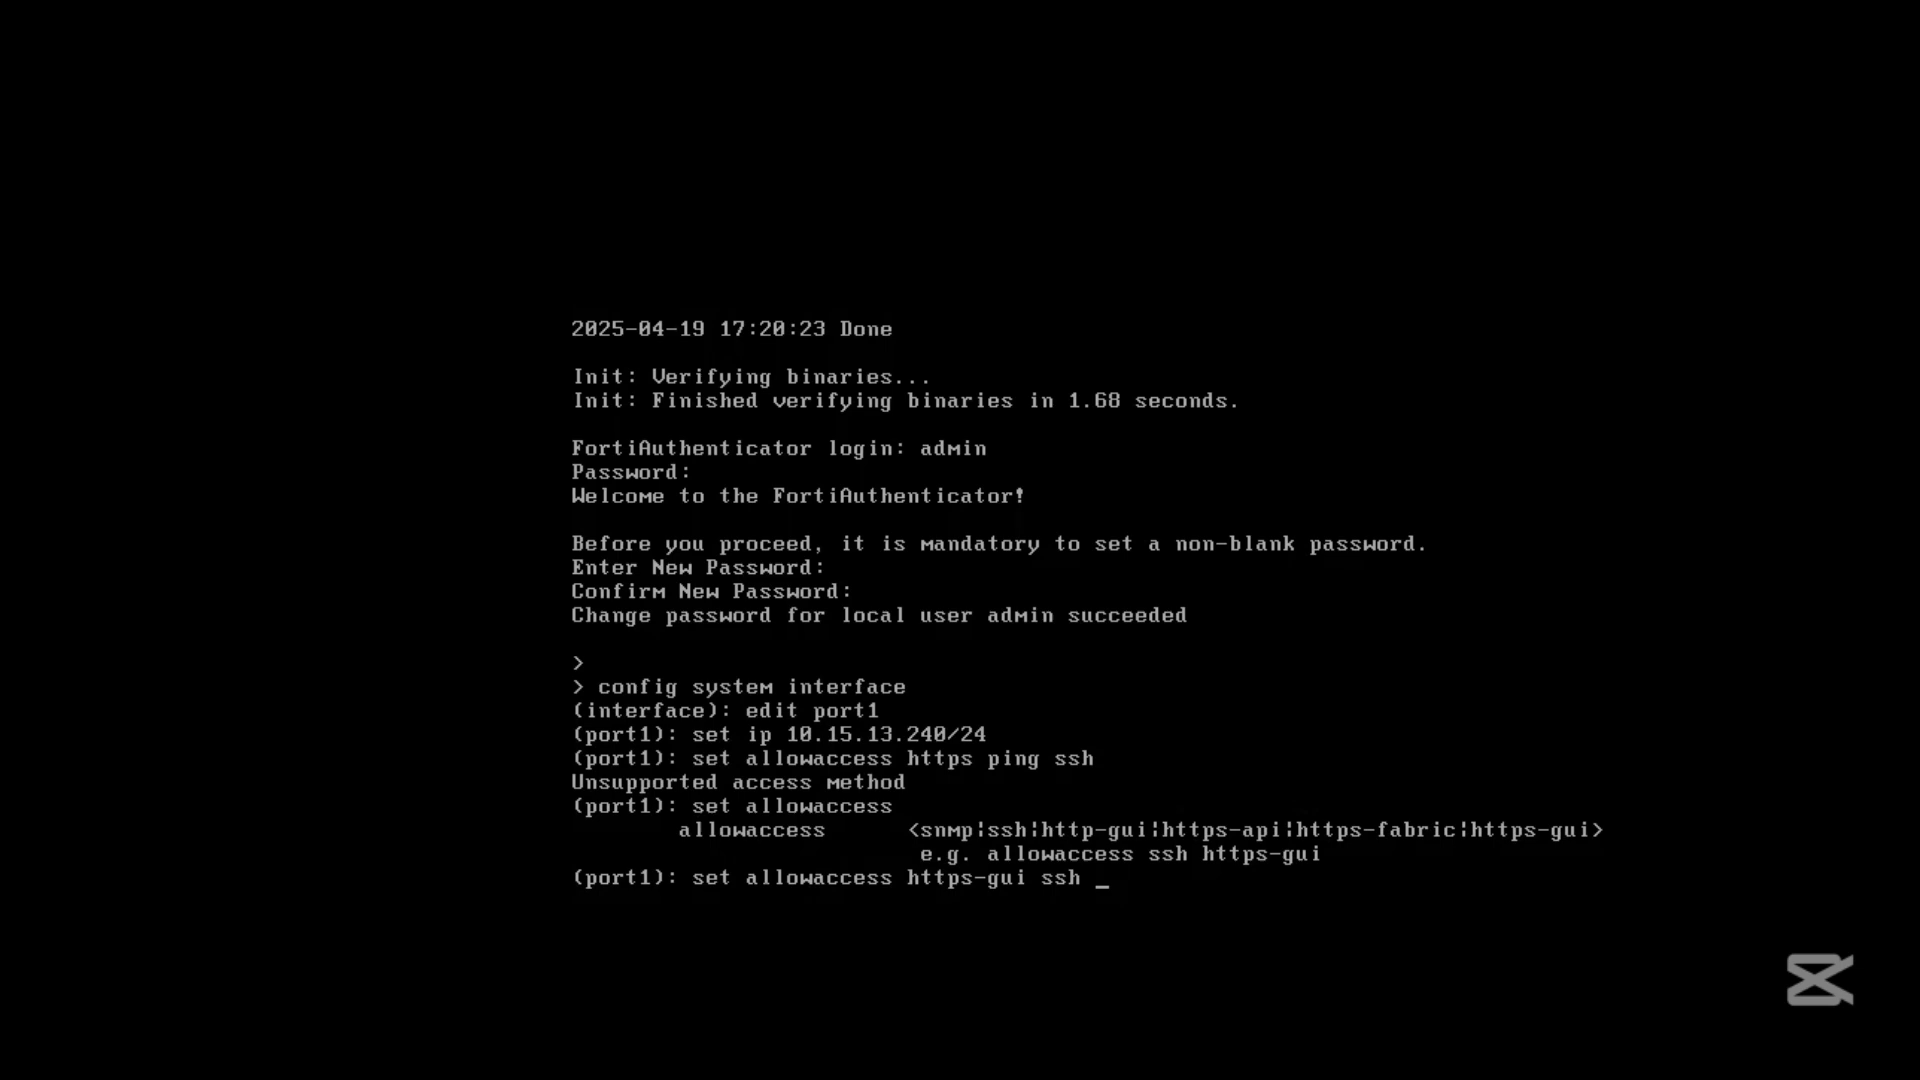 2025-04-19 17:20:23 Done
Init: Verifying binaries...
Init: Finished verifying binaries in 1.68 seconds.
FortiAuthenticator login: admin
Password:
Welcome to the FortiAuthenticator!
Before you proceed, it is mandatory to set a non-blank password.
Enter New Password:
Confirm New Password:
Change password for local user admin succeeded
>
> config system interface
(interface): edit port1
(port1): set ip 10.15.13.240/24
(port1): set allowaccess https ping ssh
Unsupported access method
(port1): set allowaccess
allowaccess <snmp|ssh|http-gui|https-api|https-fabric|https-gui>
e.g. allowaccess ssh https-gui
(port1): set allowaccess https-gui ssh _